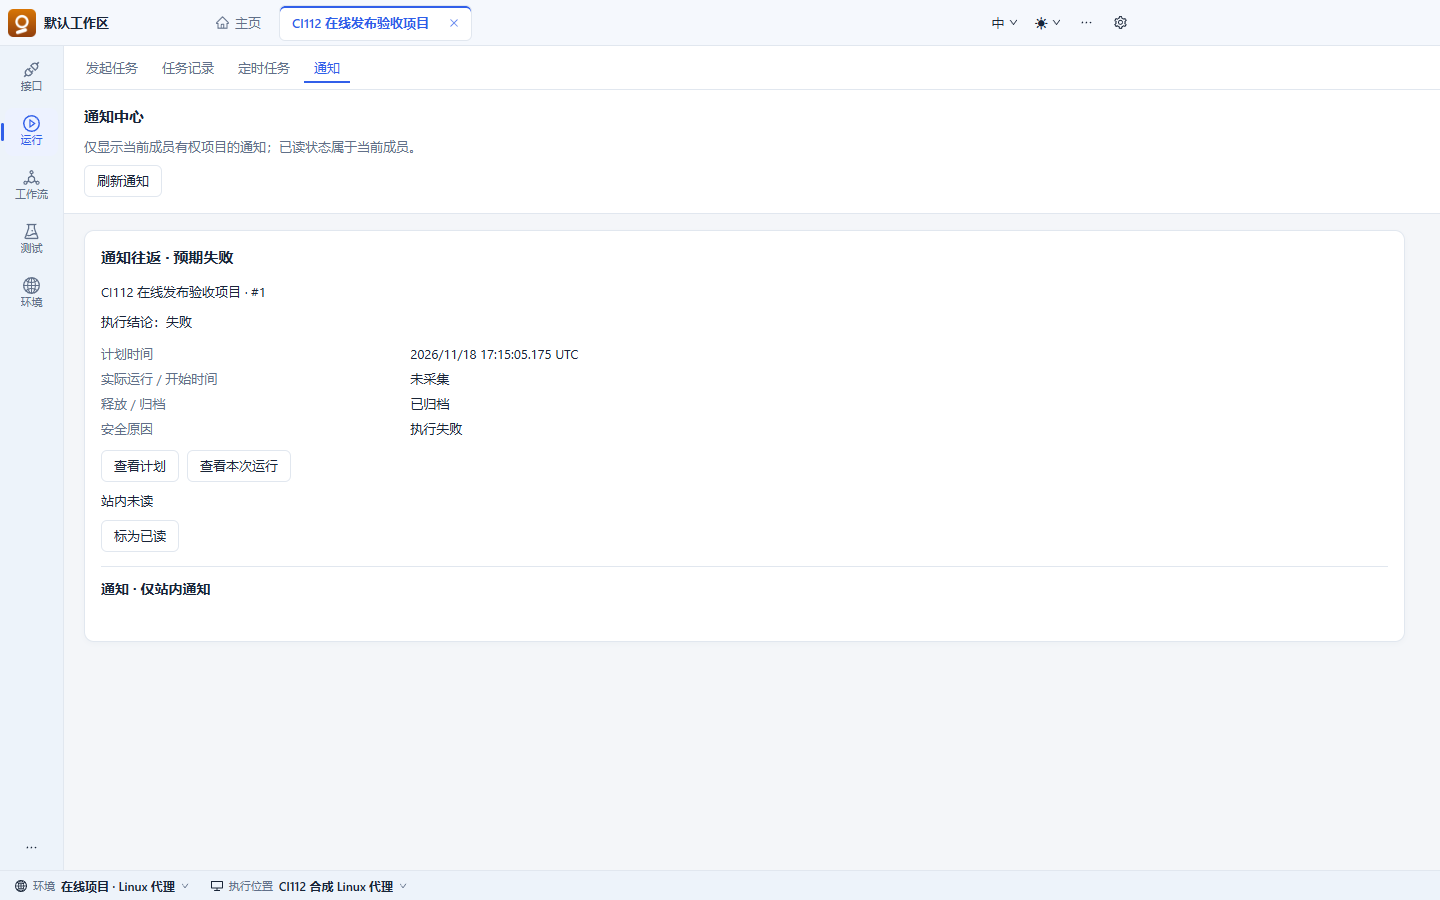 默认工作区
主页
CI112 在线发布验收项目
中
接口
运行
工作流
测试
环境
发起任务
任务记录
定时任务
通知
通知中心
仅显示当前成员有权项目的通知；已读状态属于当前成员。
刷新通知
通知往返 · 预期失败
CI112 在线发布验收项目 · #1
执行结论：失败
计划时间 2026/11/18 17:15:05.175 UTC
实际运行 / 开始时间 未采集
释放 / 归档 已归档
安全原因 执行失败
查看计划 查看本次运行
站内未读
标为已读
通知 · 仅站内通知
环境 在线项目 · Linux 代理 执行位置 CI112 合成 Linux 代理